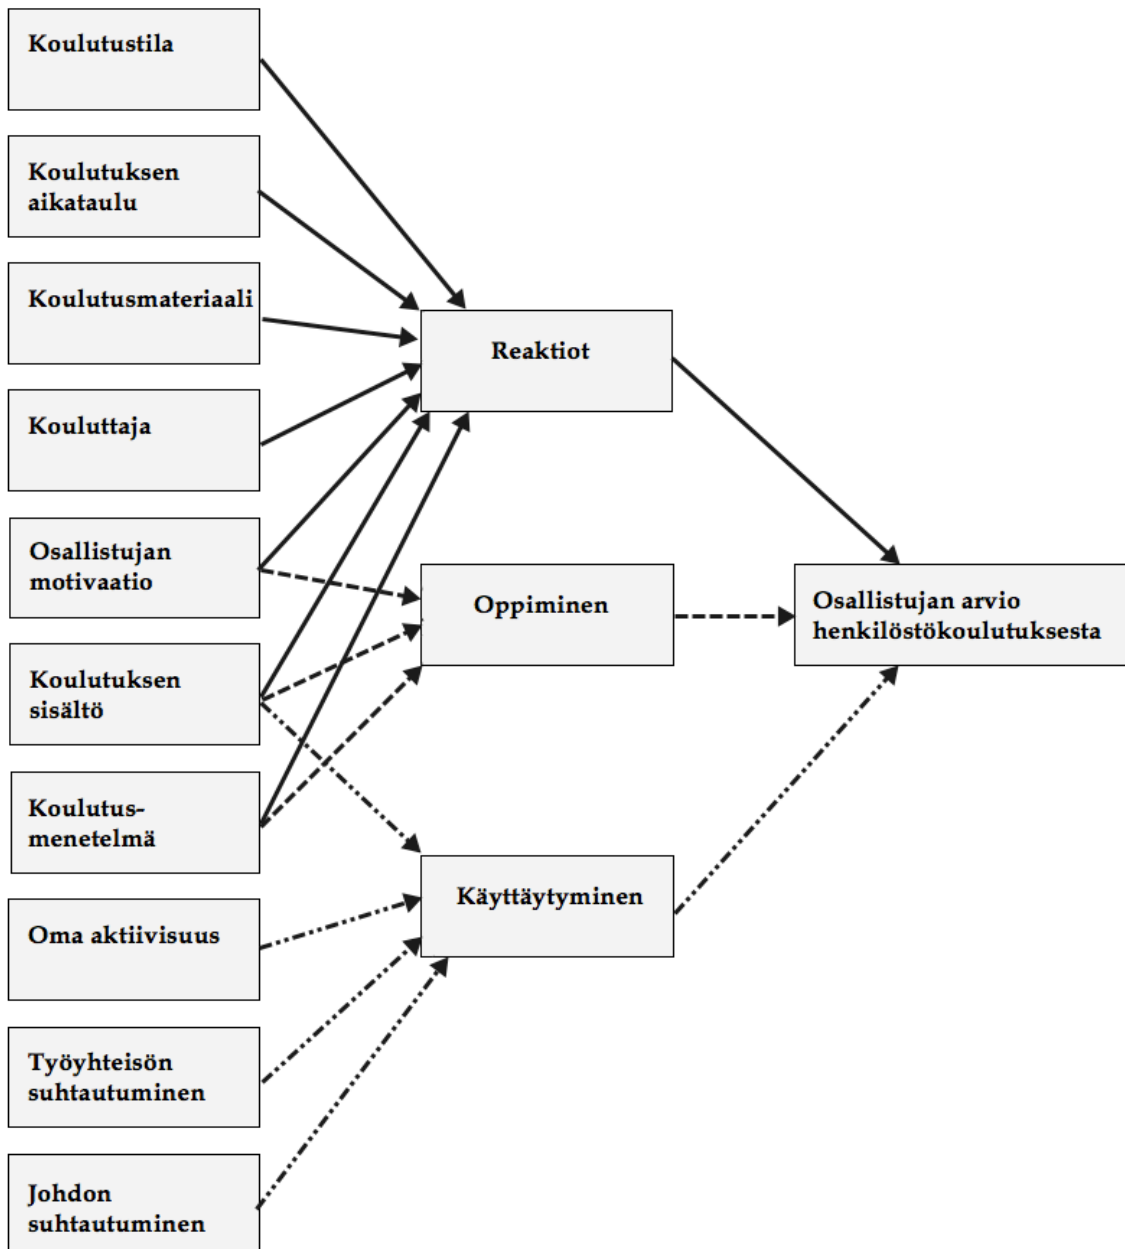 Koulutustila
Koulutuksen
aikataulu
Koulutusmateriaali
Kouluttaja
Osallistujan
motivaatio
Koulutuksen
sisältö
Koulutus-
menetelmä
Oma aktiivisuus
Työyhteisön
suhtautuminen
Johdon
suhtautuminen
Reaktiot
Oppiminen
Käyttäytyminen
Osallistujan arvio
henkilöstökoulutuksesta